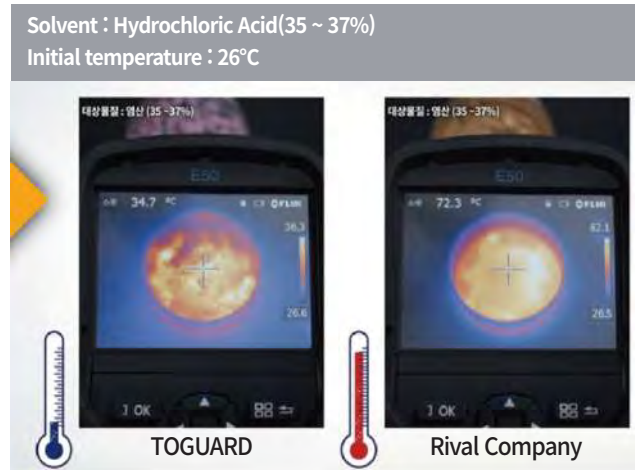 Solvent : Hydrochloric Acid(35 ~ 37%)
Initial temperature : 26°C
대상물질 : 염산 (35 ~37%)
E50
34.7 °C
FLIR
36.3
26.6
OK
TOGUARD
대상물질 : 염산 (35 ~37%)
E50
72.3 °C
FLIR
82.1
26.5
OK
Rival Company